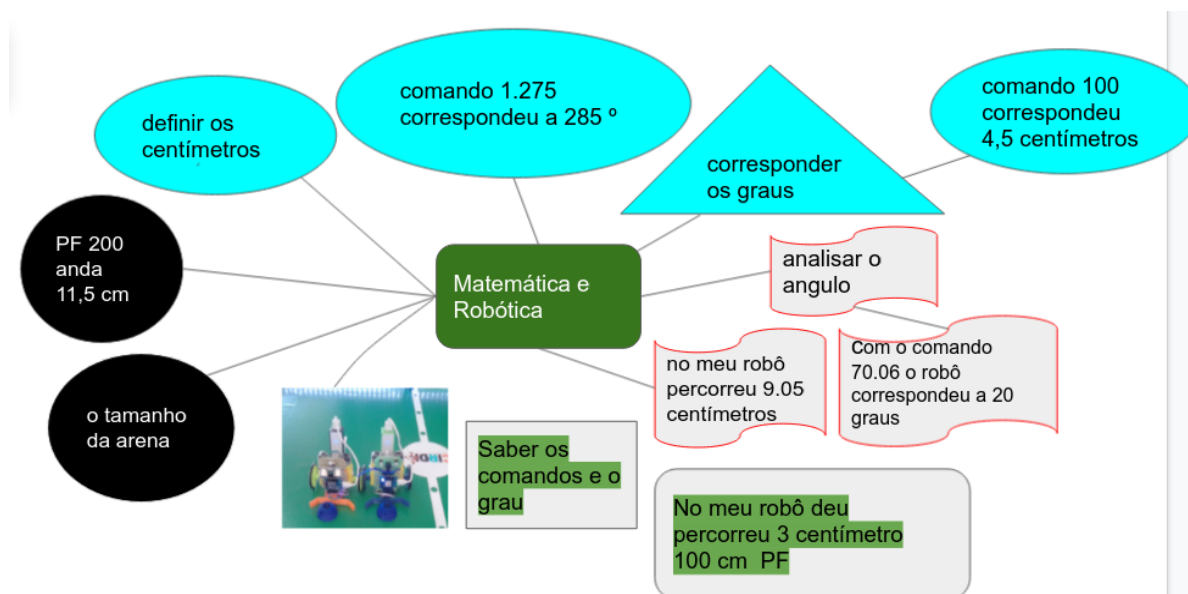 definir os
centímetros
comando 1.275
correspondeu a 285 º
corresponder
os graus
comando 100
correspondeu
4,5 centímetros
PF 200
anda
11,5 cm
Matemática e
Robótica
analisar o
angulo
no meu robô
percorreu 9.05
centímetros
Com o comando
70.06 o robô
correspondeu a 20
graus
o tamanho
da arena
Saber os
comandos e o
grau
No meu robô deu
percorreu 3 centímetro
100 cm PF